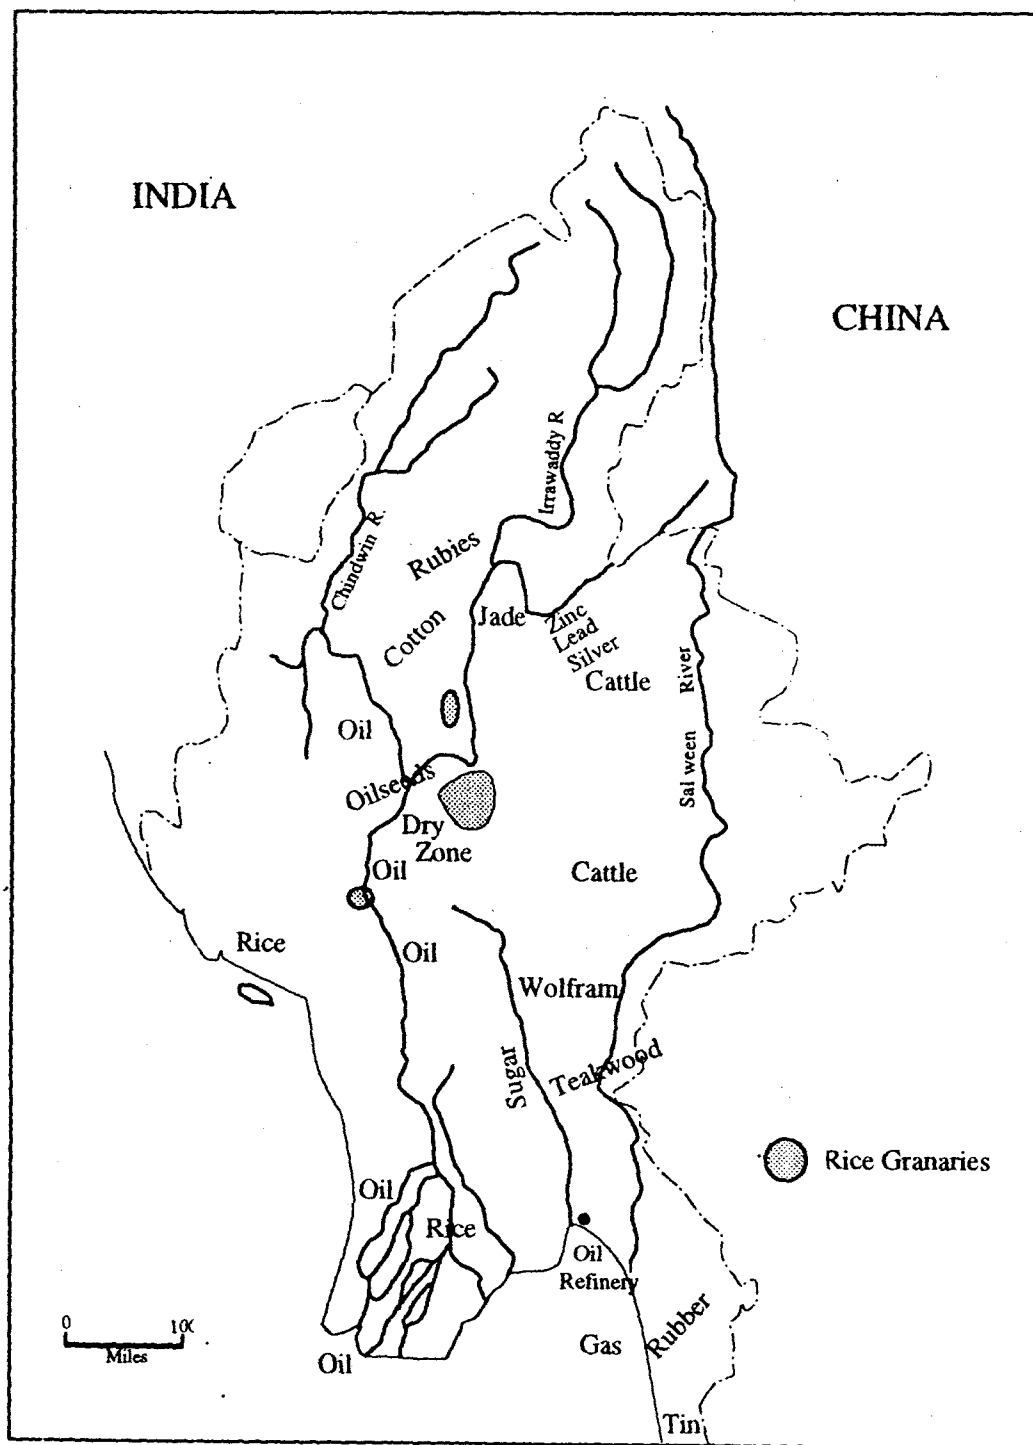 INDIA
CHINA
Irrawaddy R
Chindwin R.
Rubies
Jade
Cotton
Zinc
Lead
Silver
Cattle
Sal ween River
Oil
Oilseeds
Dry
Zone
Oil
Cattle
Rice
Oil
Wolfram
Sugar
Teakwood
Rice Granaries
Oil
Rice
Oil
Refinery
Rubber
Gas
0 10
Miles
Oil
Tin